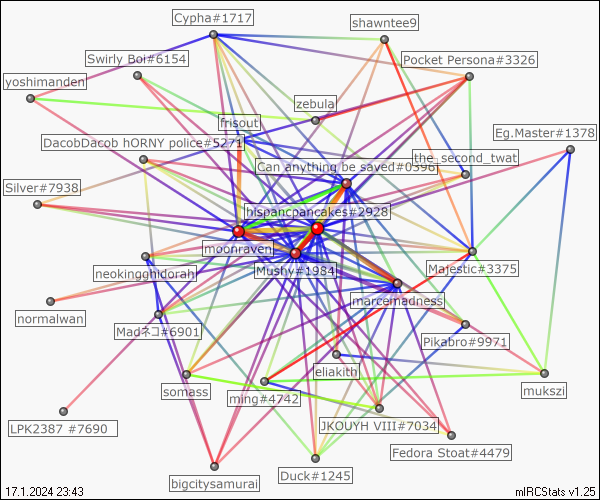 Cypha#1717
shawntee9
Swirly Boi#6154
Pocket Persona#3326
yoshimanden
zebula
frisout
Eg.Master#1378
DacobDacob hORNY police#5271
the_second_twat
Can anything be saved#0396
Silver#7938
hispanicpancakes#2928
moonraven
Mushy#1984
Majestic#3375
neokingghidorah
marcemadness
normalwan
Madネコ#6901
Pikabro#9971
eliakith
somass
ming#4742
mukszi
LPK2387 #7690
JKOUYH VIII#7034
Fedora Stoat#4479
bigcitysamurai
Duck#1245
17.1.2024 23:43
mIRCStats v1.25